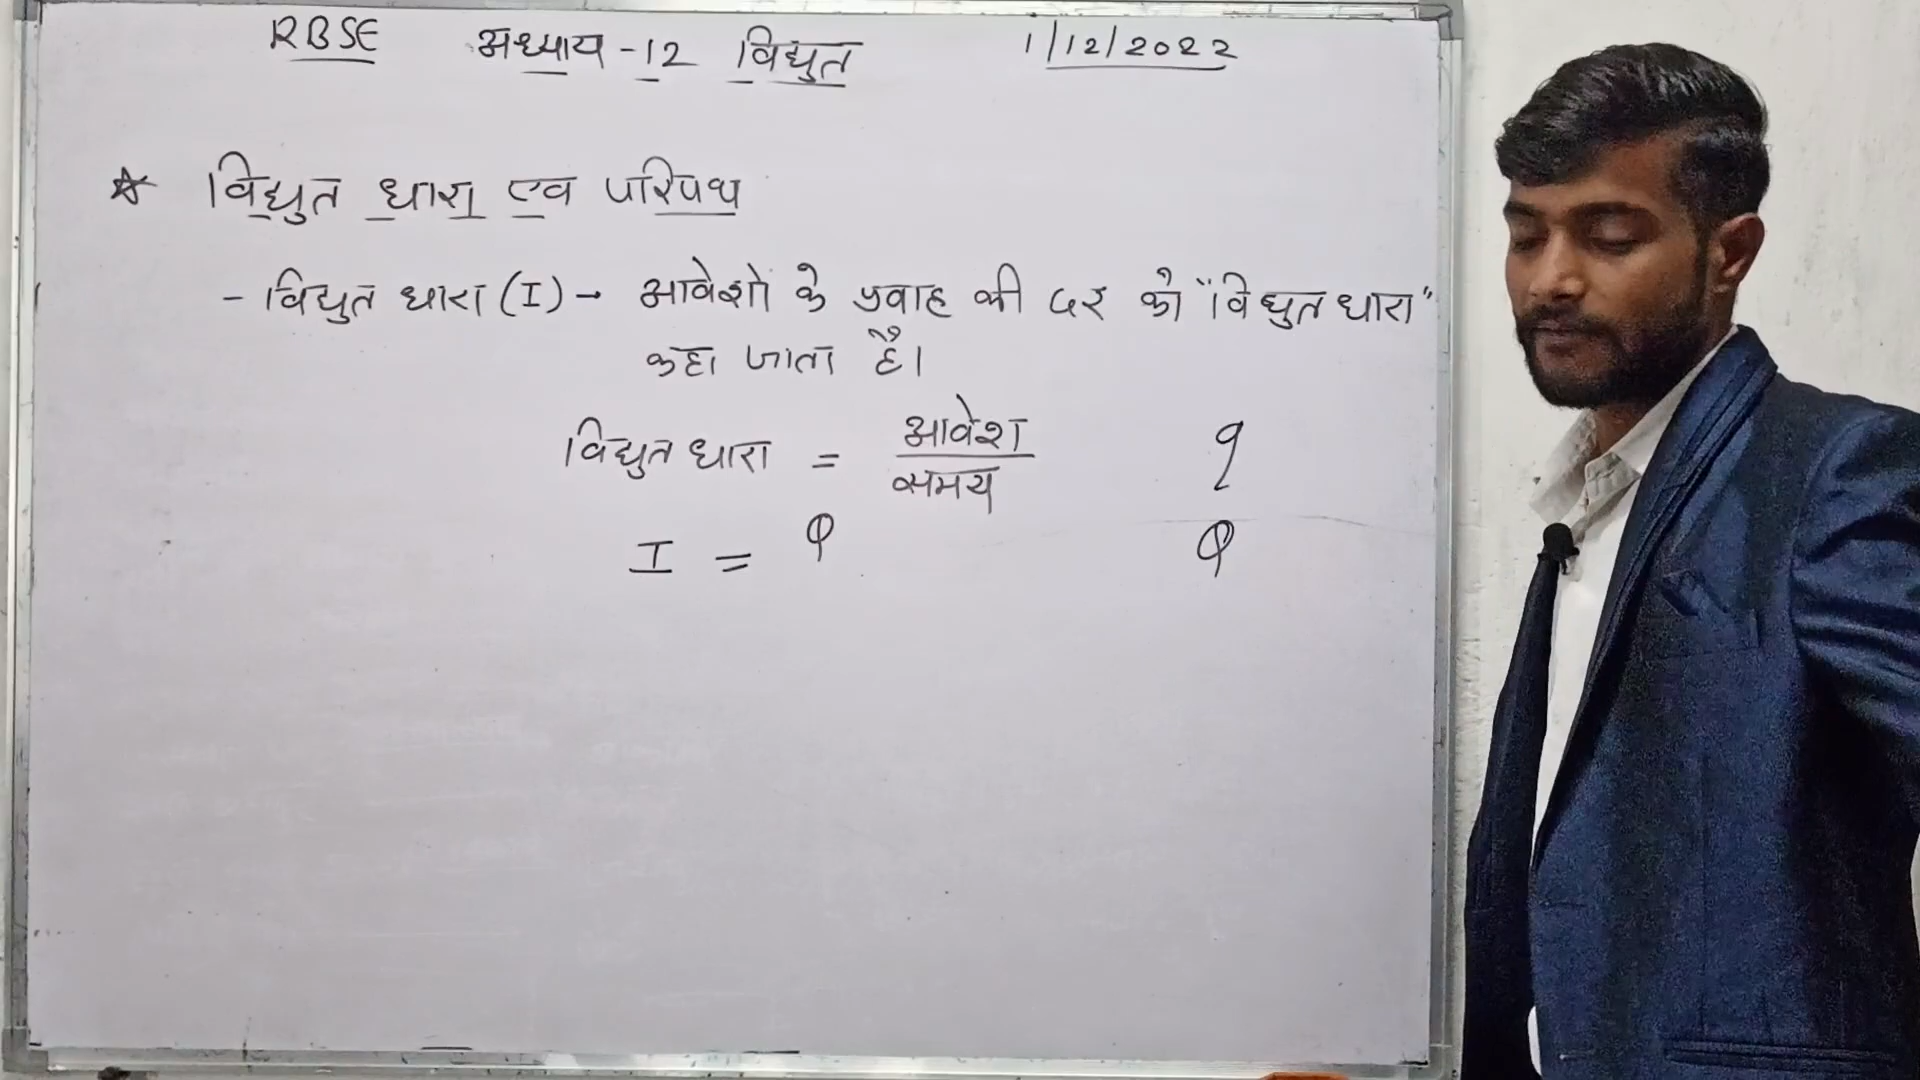 RBSE अध्याय - 12 विद्युत 1/12/2022
☆ विद्युत धारा एव परिपथ
- विद्युत धारा (I) → आवेशों के प्रवाह की दर को "विद्युत धारा"
कहा जाता है।
विद्युत धारा = आवेश / समय q
I = Q Q